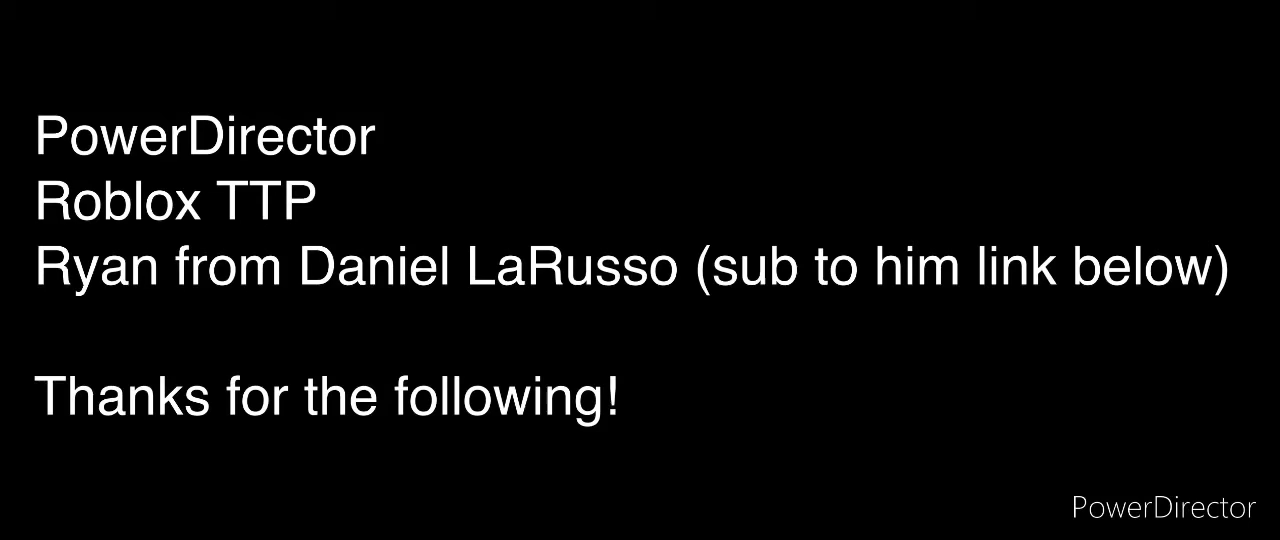 PowerDirector
Roblox TTP
Ryan from Daniel LaRusso (sub to him link below)
Thanks for the following!
PowerDirector